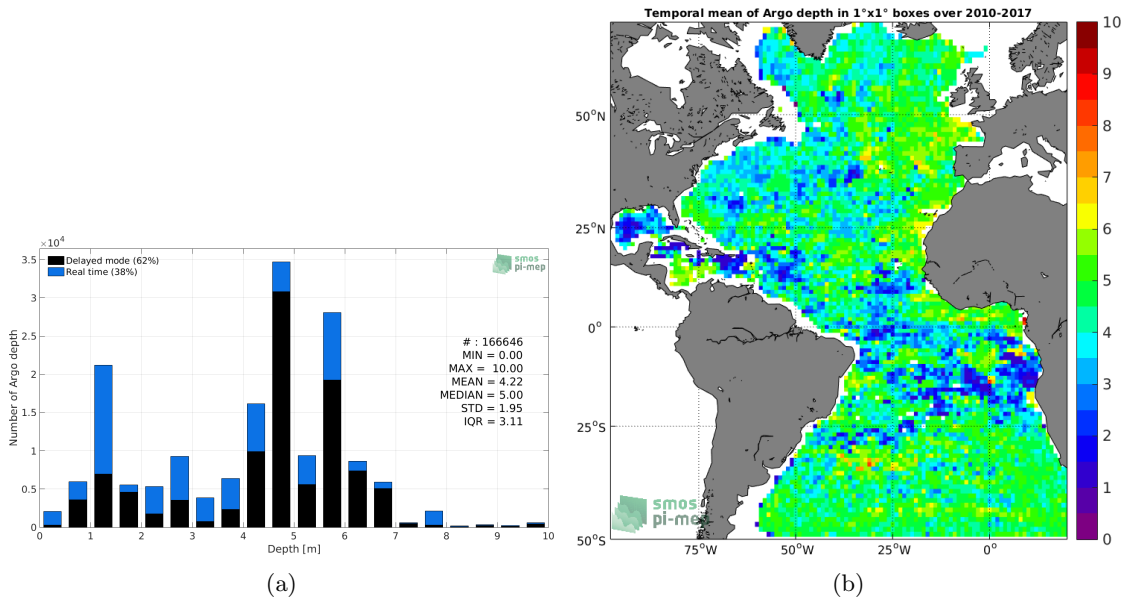 ×10⁴
3.5
3
2.5
2
1.5
1
0.5
0
Number of Argo depth
Delayed mode (62%)
Real time (38%)
smos
pi-mep
# : 166646
MIN = 0.00
MAX = 10.00
MEAN = 4.22
MEDIAN = 5.00
STD = 1.95
IQR = 3.11
0 1 2 3 4 5 6 7 8 9 10
Depth [m]
(a)
Temporal mean of Argo depth in 1°x1° boxes over 2010-2017
50°N
25°N
0°
25°S
50°S
smos
pi-mep
75°W 50°W 25°W 0°
10
9
8
7
6
5
4
3
2
1
0
(b)